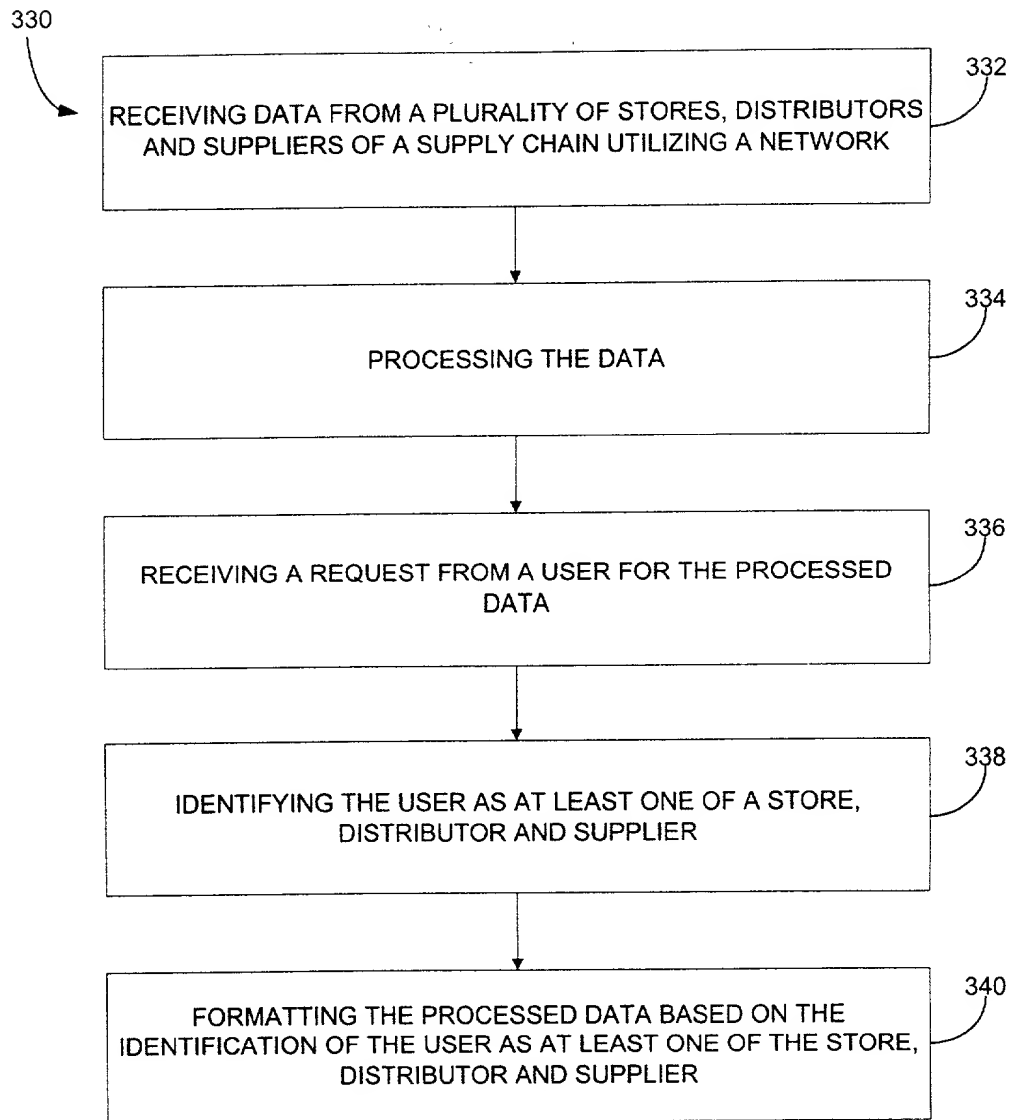 330
332
RECEIVING DATA FROM A PLURALITY OF STORES, DISTRIBUTORS
AND SUPPLIERS OF A SUPPLY CHAIN UTILIZING A NETWORK
334
PROCESSING THE DATA
336
RECEIVING A REQUEST FROM A USER FOR THE PROCESSED
DATA
338
IDENTIFYING THE USER AS AT LEAST ONE OF A STORE,
DISTRIBUTOR AND SUPPLIER
340
FORMATTING THE PROCESSED DATA BASED ON THE
IDENTIFICATION OF THE USER AS AT LEAST ONE OF THE STORE,
DISTRIBUTOR AND SUPPLIER